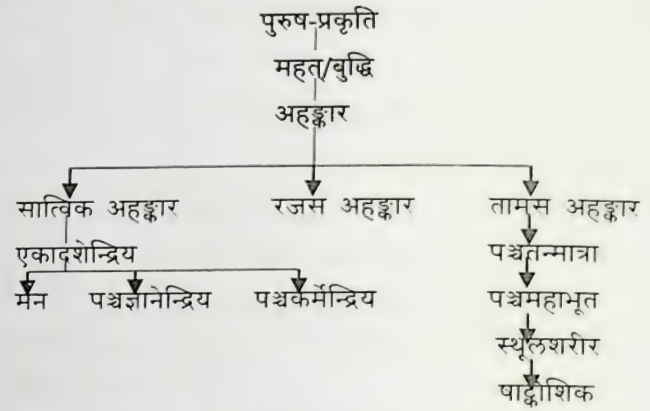 पुरुष-प्रकृति
महत्/बुद्धि
अहङ्कार
सात्विक अहङ्कार रजस अहङ्कार तामस अहङ्कार
एकादशेन्द्रिय पञ्चतन्मात्रा
मन पञ्चज्ञानेन्द्रिय पञ्चकर्मेन्द्रिय पञ्चमहाभूत
स्थूलशरीर
षाट्कोशिक